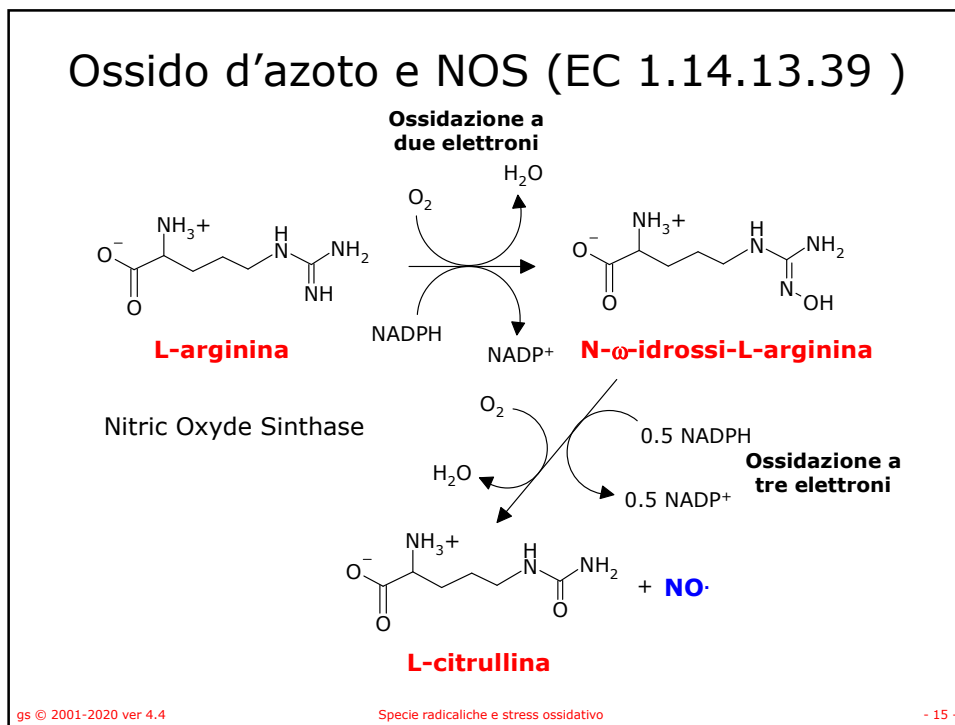 Ossido d'azoto e NOS (EC 1.14.13.39 )
Ossidazione a
due elettroni
H2O
O2
NH3+
O−
O
H
N
NH2
NH
NADPH
NADP+
L-arginina
NH3+
O−
O
H
N
NH2
N
OH
N-ω-idrossi-L-arginina
Nitric Oxyde Sinthase
O2
0.5 NADPH
H2O
Ossidazione a
tre elettroni
0.5 NADP+
NH3+
O−
O
H
N
NH2
O
+ NO·
L-citrullina
gs © 2001-2020 ver 4.4
Specie radicaliche e stress ossidativo
- 15 -